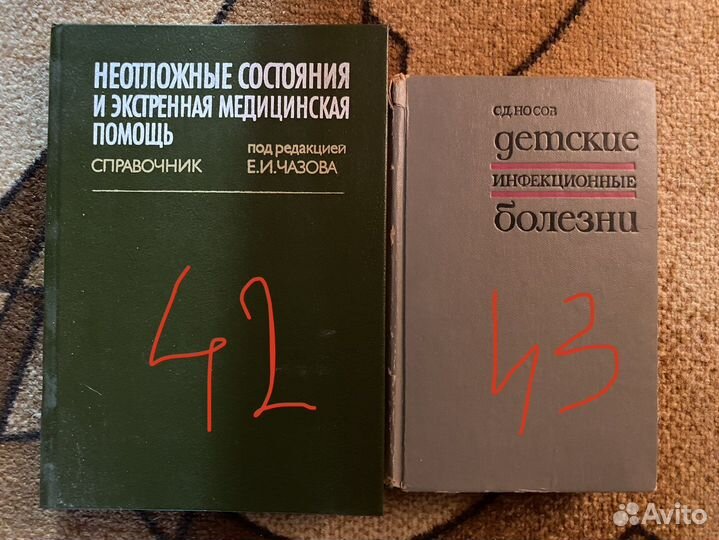 НЕОТЛОЖНЫЕ СОСТОЯНИЯ
И ЭКСТРЕННАЯ МЕДИЦИНСКАЯ
ПОМОЩЬ
под редакцией
СПРАВОЧНИК Е.И.ЧАЗОВА
42
С.Д.НОСОВ
детские
ИНФЕКЦИОННЫЕ
болезни
43
Avito